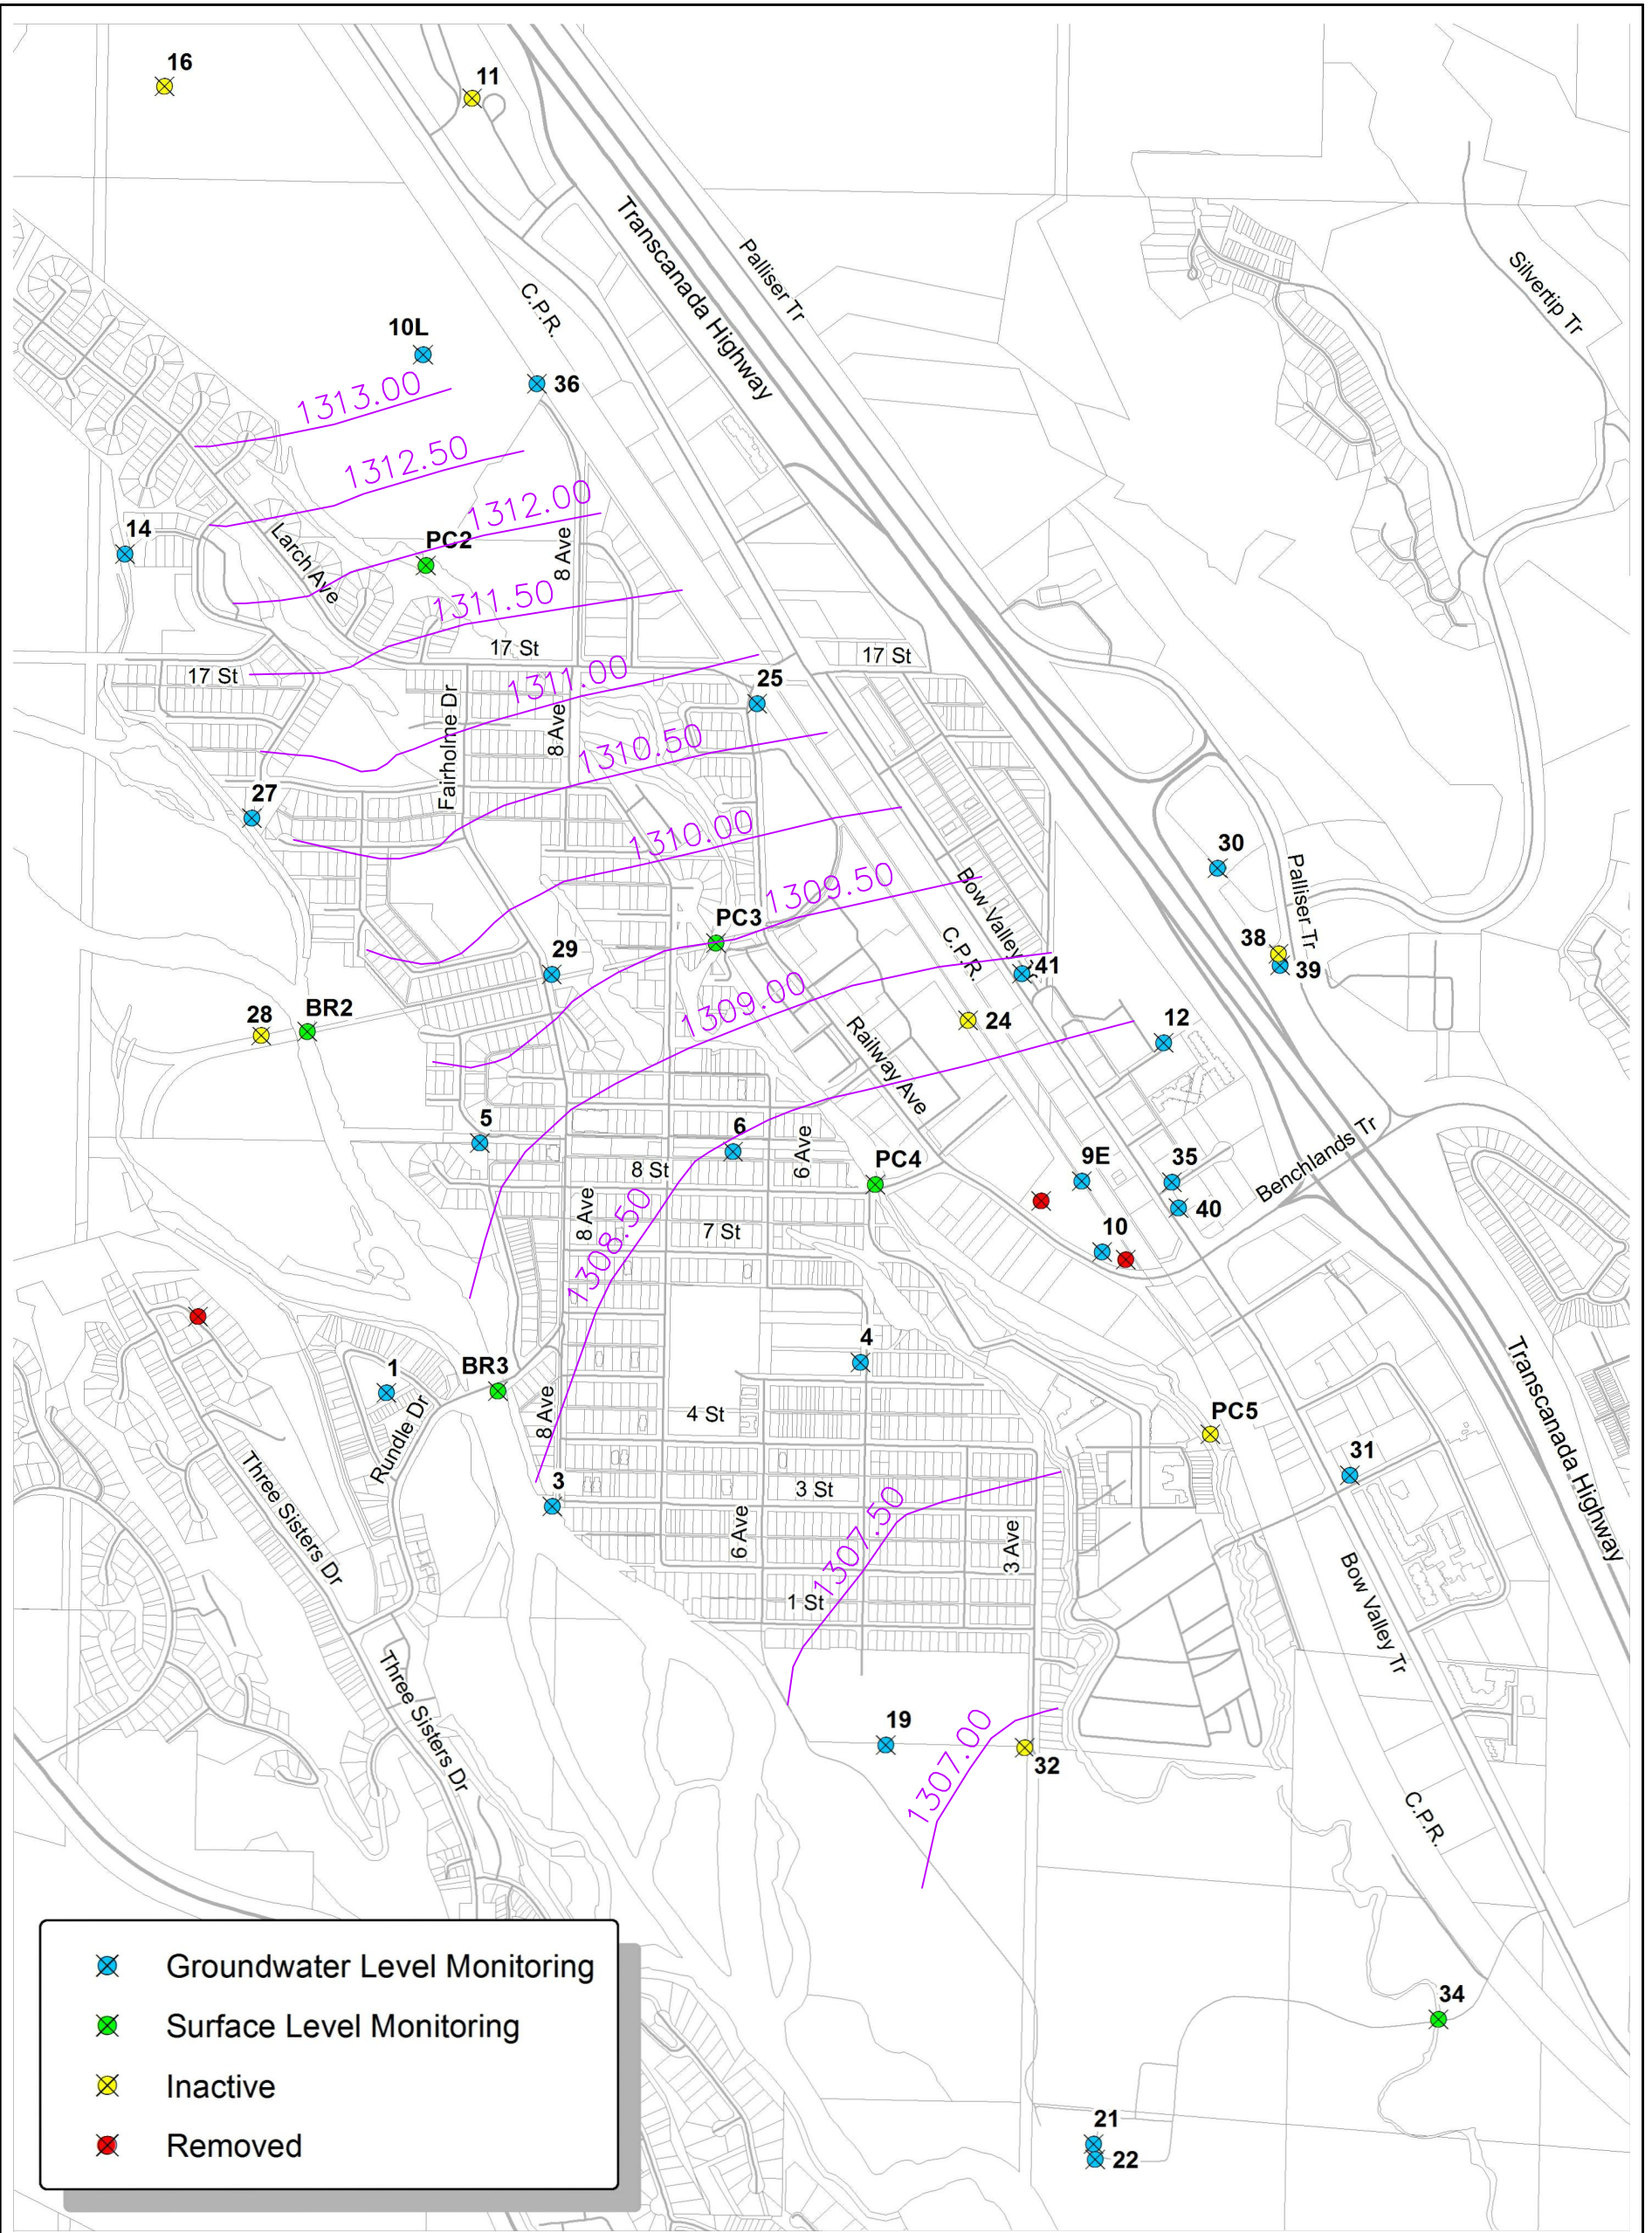 16
11
Transcanada Highway
Palliser Tr
Silvertip Tr
C.P.R.
10L
36
1313.00
1312.50
1312.00
14
PC2
Larch Ave
8 Ave
1311.50
17 St
17 St
17 St
1311.00
25
Fairholme Dr
8 Ave
1310.50
27
1310.00
30
1309.50
Bow Valley
Palliser Tr
PC3
C.P.R.
38
39
29
41
28
BR2
1309.00
24
12
Railway Ave
5
6
6 Ave
8 St
PC4
9E
35
Benchlands Tr
40
8 Ave
7 St
10
1308.50
4
Transcanada Highway
1
BR3
Rundle Dr
8 Ave
4 St
PC5
31
Three Sisters Dr
3
3 St
1307.50
6 Ave
3 Ave
1 St
Bow Valley Tr
Three Sisters Dr
19
1307.00
32
C.P.R.
34
21
22
Groundwater Level Monitoring
Surface Level Monitoring
Inactive
Removed